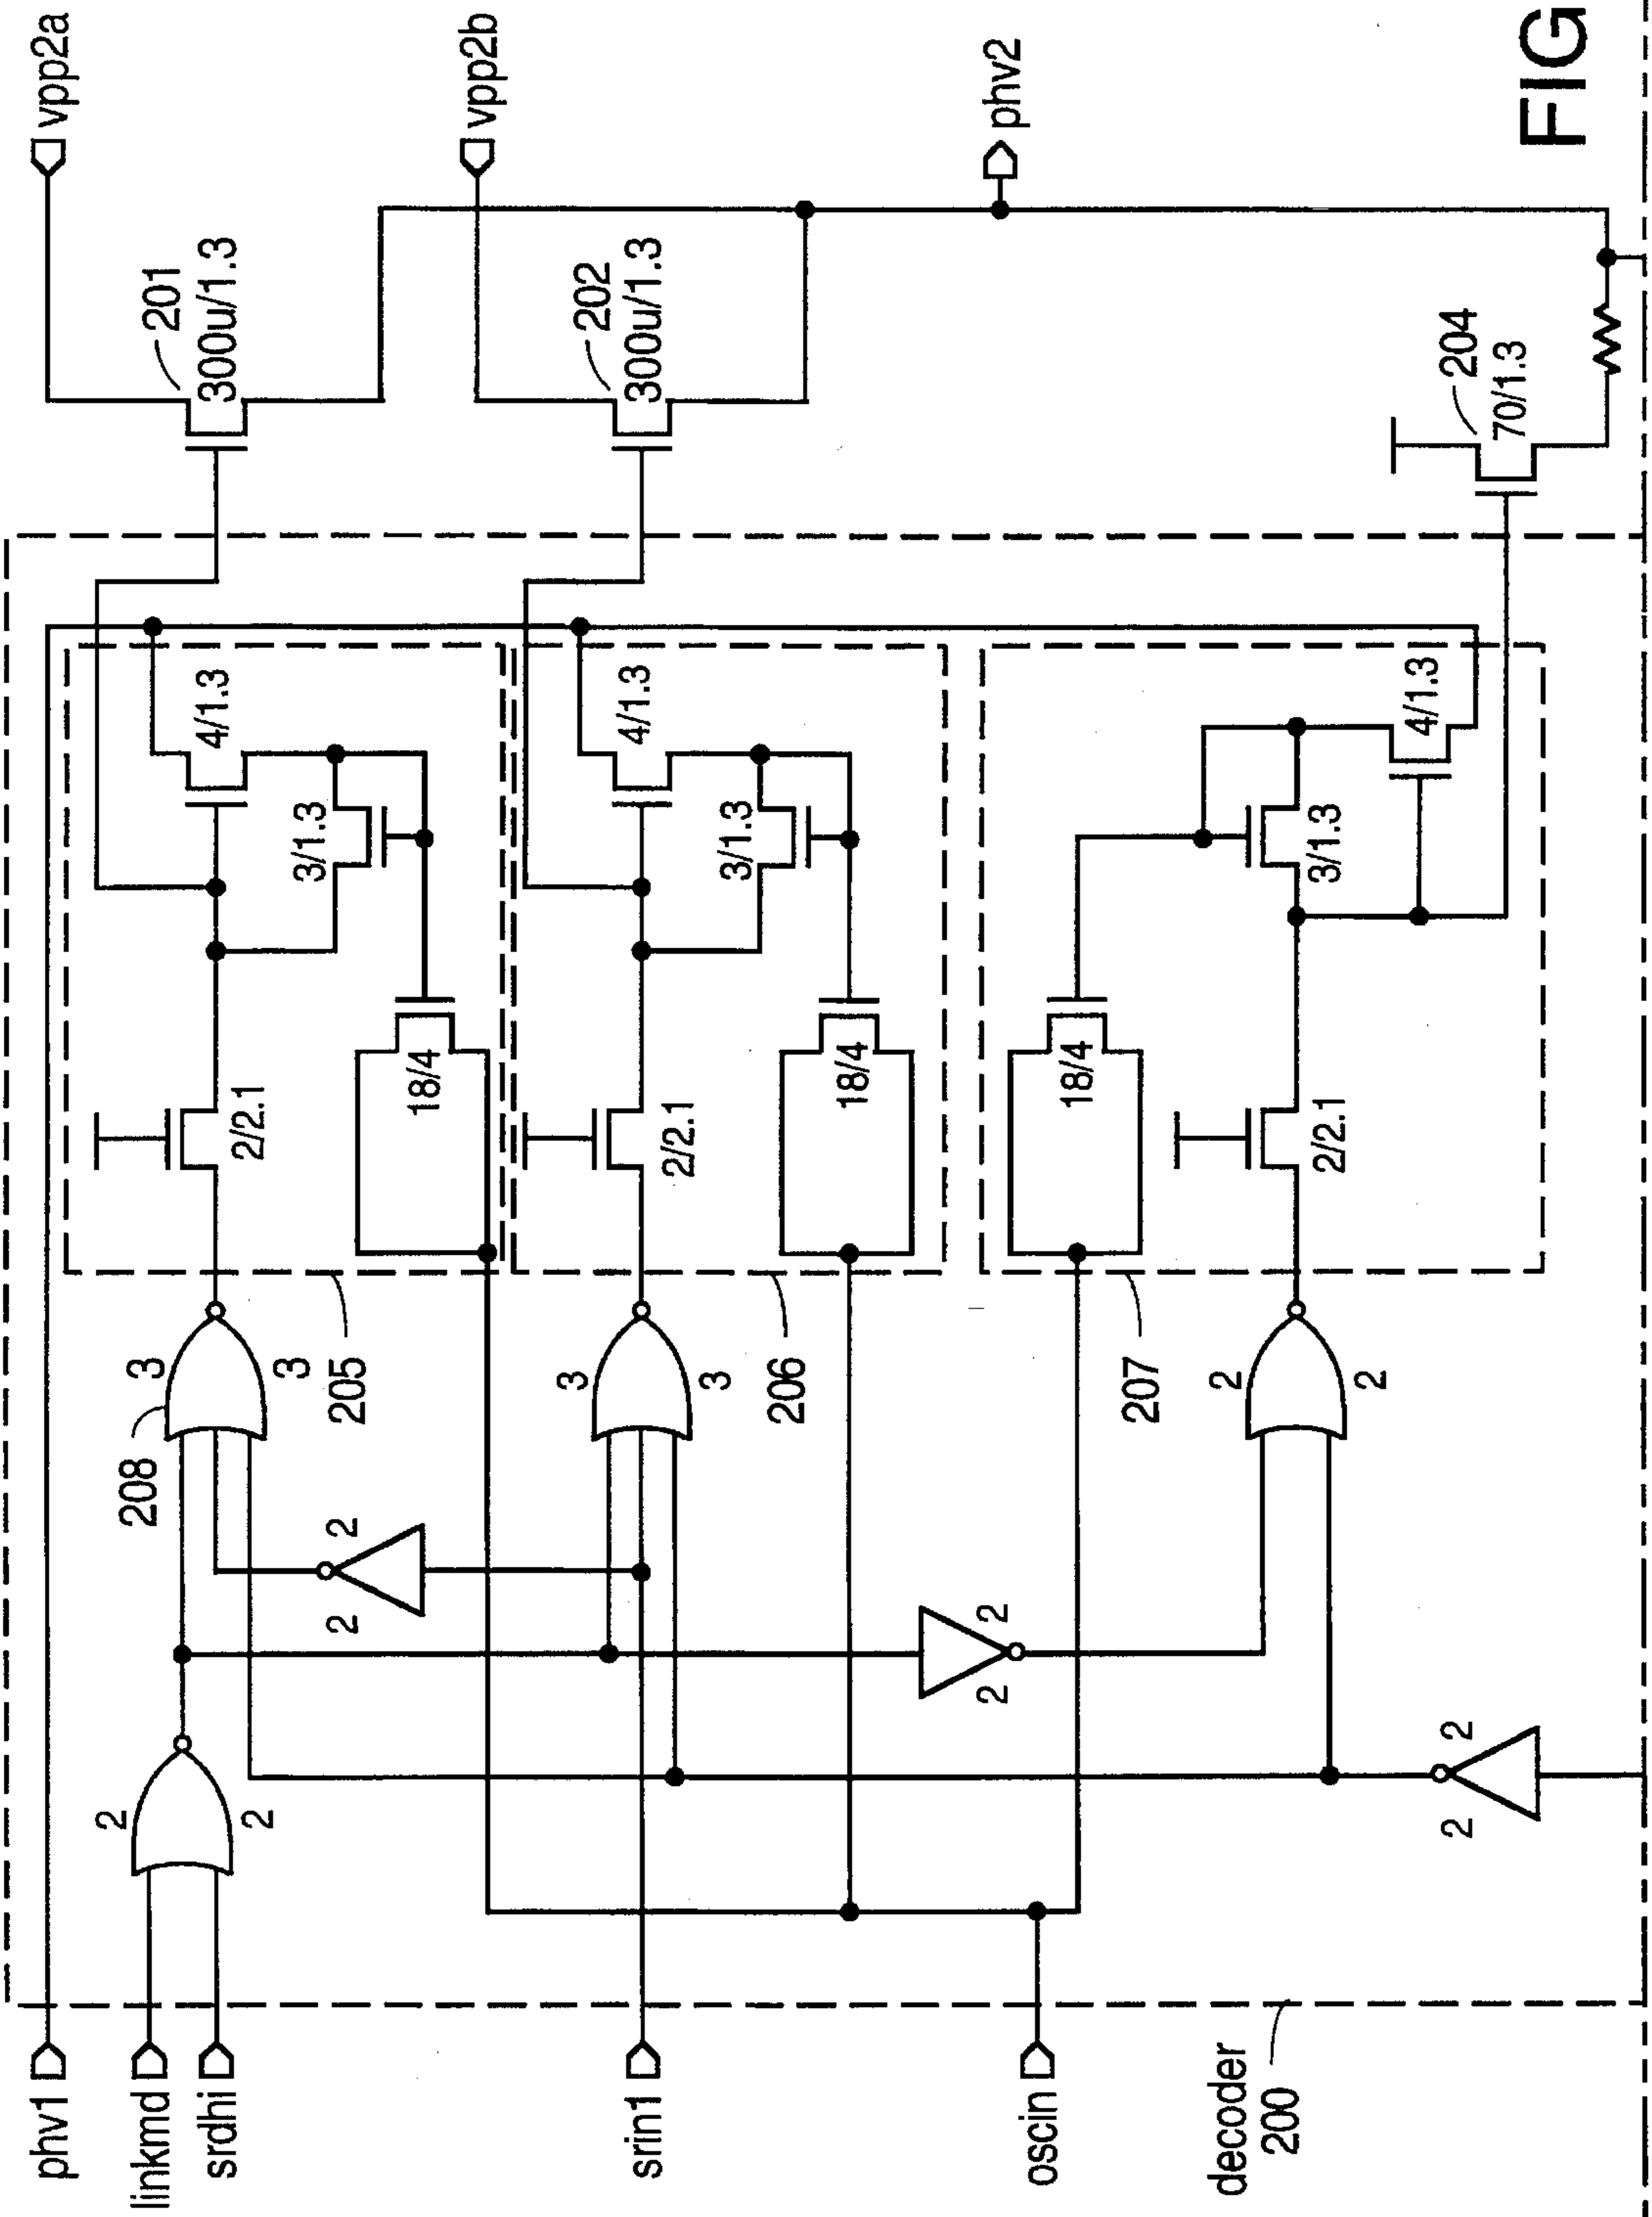 vpp2a
201
300u/1.3
vpp2b
202
300u/1.3
phv2
FIG
204
70/1.3
4/1.3
3/1.3
4/1.3
3/1.3
4/1.3
3/1.3
18/4
18/4
18/4
2/2.1
2/2.1
2/2.1
3
3
208
205
3
3
206
207
2
2
2
2
2
2
2
2
2
2
phv1
linkmd
srdhi
srin1
oscin
decoder
200